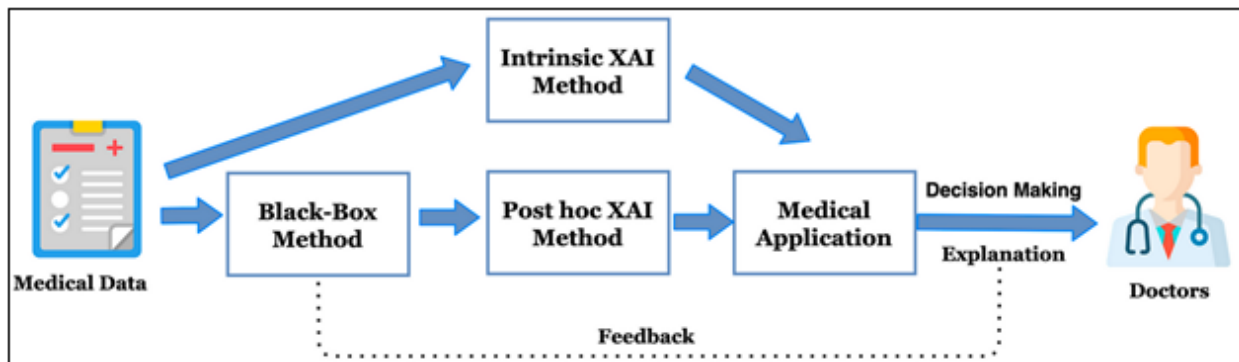 Intrinsic XAI
Method
Medical Data
Black-Box
Method
Post hoc XAI
Method
Medical
Application
Decision Making
Explanation
Doctors
Feedback